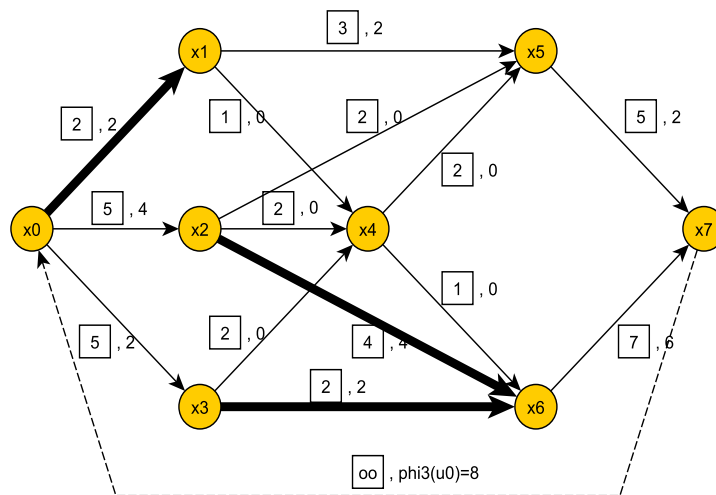 3 , 2
x1
x5
2 , 2
1 , 0
2 , 0
5 , 2
2 , 0
5 , 4
2 , 0
x0
x2
x4
x7
1 , 0
5 , 2
2 , 0
4 , 4
7 , 6
2 , 2
x3
x6
oo , phi3(u0)=8